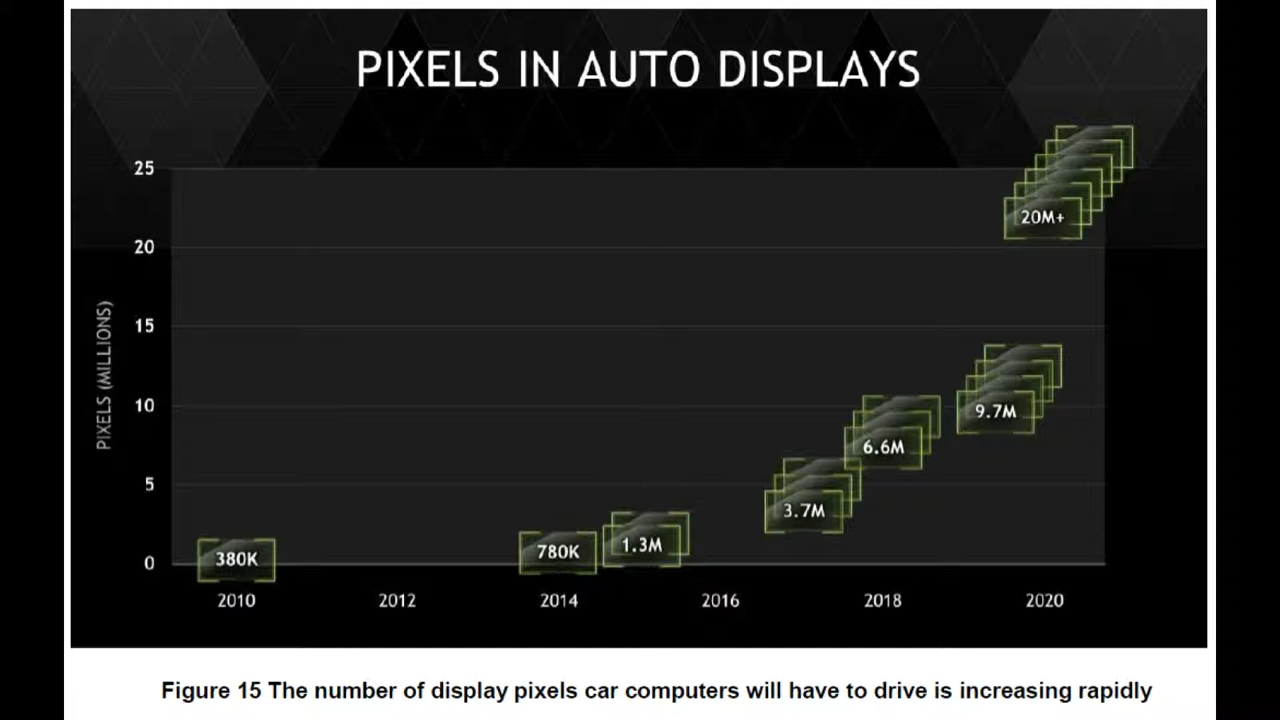 PIXELS IN AUTO DISPLAYS
25
20M+
20
15
PIXELS (MILLIONS)
10
9.7M
6.6M
5
3.7M
1.3M
780K
380K
0
2010 2012 2014 2016 2018 2020
Figure 15 The number of display pixels car computers will have to drive is increasing rapidly